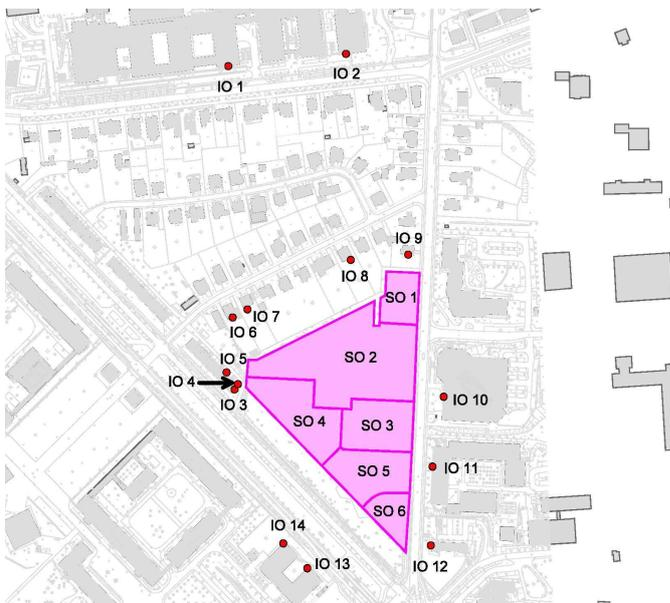 IO 2
IO 1
IO 9
IO 8
SO 1
IO 7
IO 6
SO 2
IO 5
IO 4
IO 3
IO 10
SO 4
SO 3
SO 5
IO 11
SO 6
IO 14
IO 12
IO 13